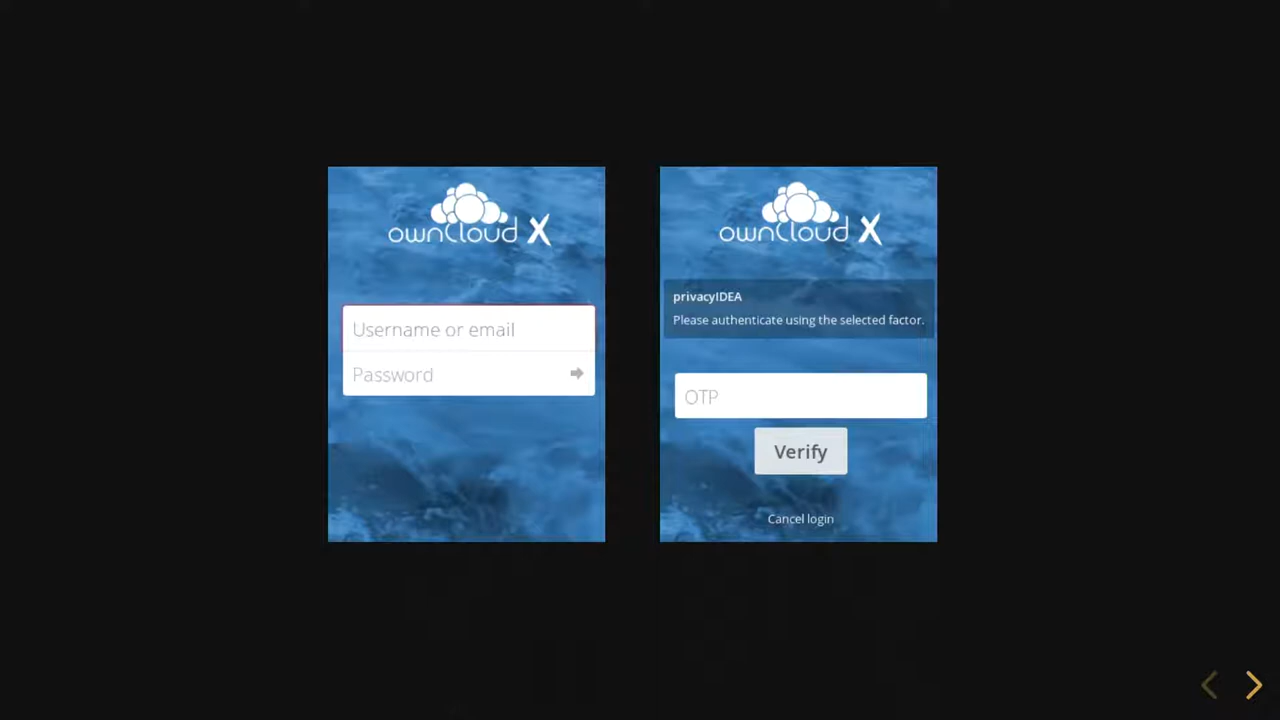 ownCloud X
Username or email
Password
ownCloud X
privacyIDEA
Please authenticate using the selected factor.
OTP
Verify
Cancel login